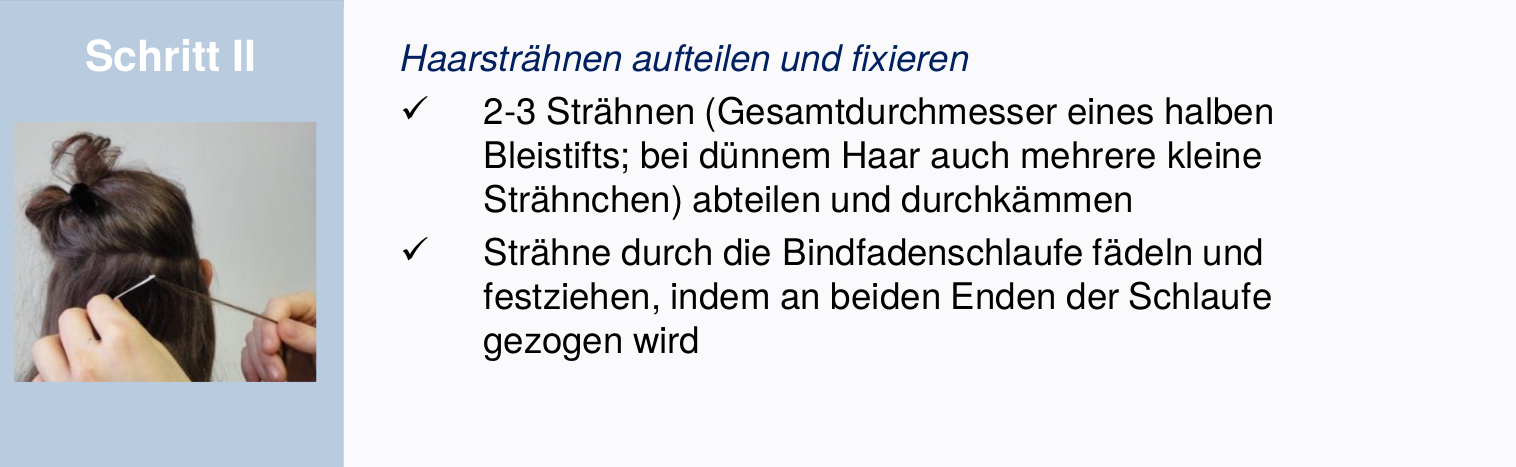 Schritt II
Haarsträhnen aufteilen und fixieren
✓ 2-3 Strähnen (Gesamtdurchmesser eines halben
Bleistifts; bei dünnem Haar auch mehrere kleine
Strähnchen) abteilen und durchkämmen
✓ Strähne durch die Bindfadenschlaufe fädeln und
festziehen, indem an beiden Enden der Schlaufe
gezogen wird